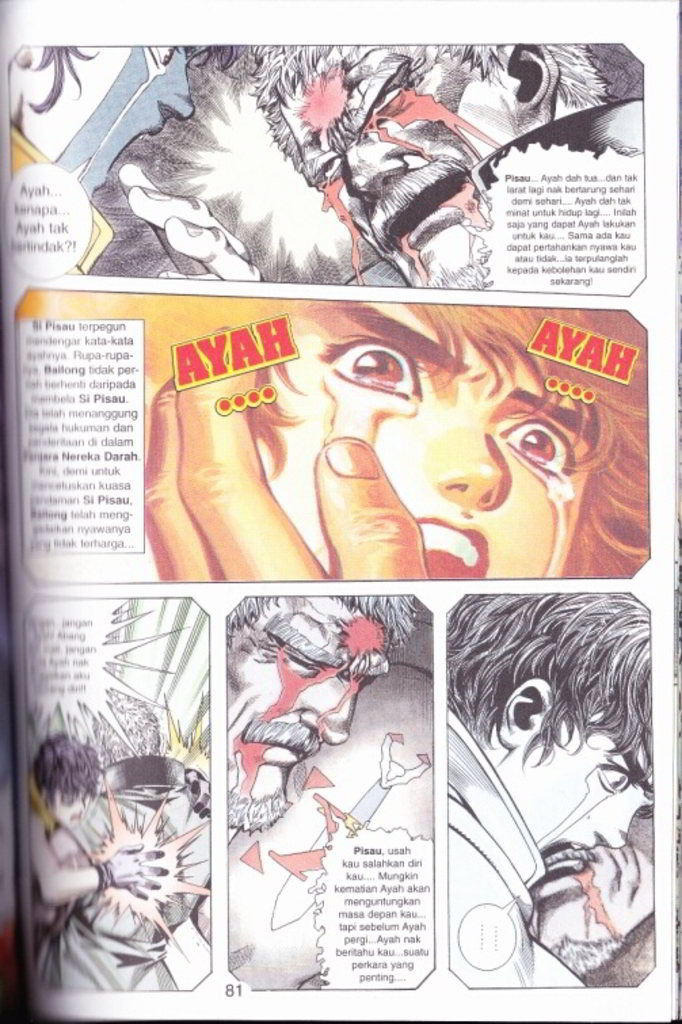 Ayah...
kenapa...
Ayah tak
bertindak?!
Pisau... Ayah dah tua...dan tak
larat lagi nak bertarung sehari
demi sehari.... Ayah dah tak
minat untuk hidup lagi.... Inilah
saja yang dapat Ayah lakukan
untuk kau.... Sama ada kau
dapat pertahankan nyawa kau
atau tidak...ia terpulanglah
kepada kebolehan kau sendiri
sekarang!
Si Pisau terpegun
mendengar kata-kata
ayahnya. Rupa-rupa-
nya, Baitong tidak per-
nah berhenti daripada
membela Si Pisau.
Dia telah menanggung
segala hukuman dan
penderitaan di dalam
Penjara Nereka Darah.
Kini, demi untuk
mencetuskan kuasa
pendaman Si Pisau,
Baitong telah meng-
gadaikan nyawanya
yang tidak terharga...
AYAH
....
AYAH
....
jangan
Abang
jangan
Ayah nak
aku
Pisau, usah
kau salahkan diri
kau.... Mungkin
kematian Ayah akan
menguntungkan
masa depan kau...
tapi sebelum Ayah
pergi...Ayah nak
beritahu kau...suatu
perkara yang
penting....
......
81